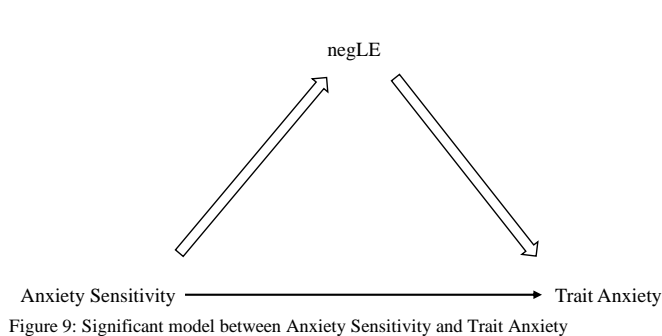 negLE
Anxiety Sensitivity Trait Anxiety
Figure 9: Significant model between Anxiety Sensitivity and Trait Anxiety